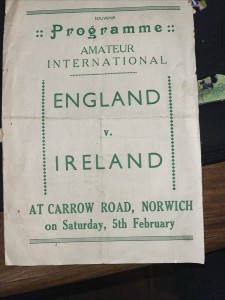 SOUVENIR
:: Programme ::
AMATEUR
INTERNATIONAL
ENGLAND
v.
IRELAND
AT CARROW ROAD, NORWICH
on Saturday, 5th February